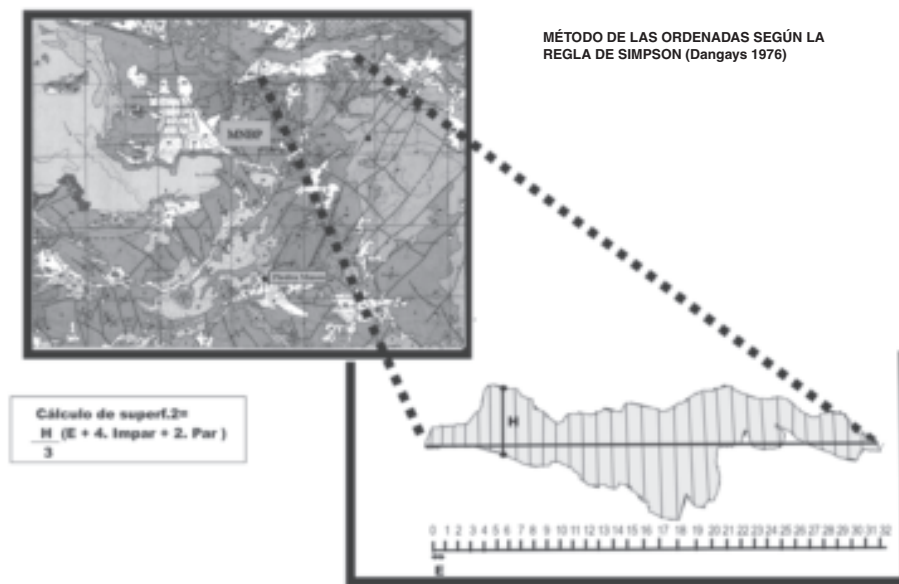 MÉTODO DE LAS ORDENADAS SEGÚN LA
REGLA DE SIMPSON (Dangays 1976)
MNBP
Cálculo de superf.2=
H (E + 4. Impar + 2. Par )
3
H
0 1 2 3 4 5 6 7 8 9 10 11 12 13 14 15 16 17 18 19 20 21 22 23 24 25 26 27 28 29 30 31 32
E